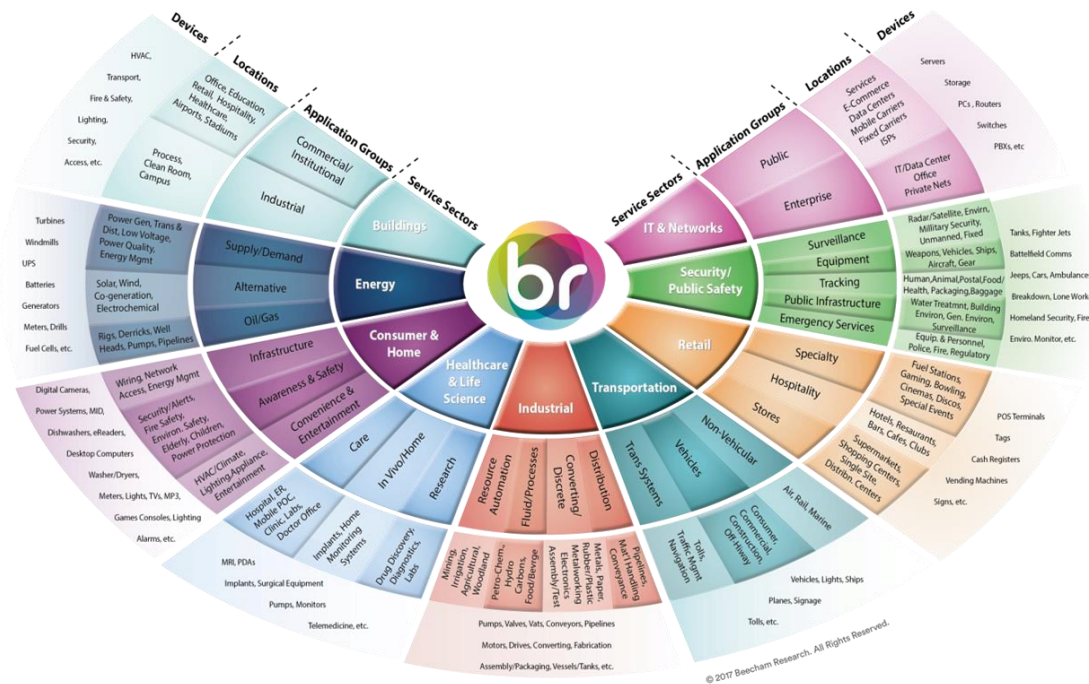 Devices
Locations
Application Groups
Service Sectors
HVAC,
Transport,
Fire & Safety,
Lighting,
Security,
Access, etc.
Office, Education,
Retail, Hospitality,
Healthcare,
Airports, Stadiums
Process,
Clean Room,
Campus
Commercial/
Institutional
Industrial
Buildings
Turbines
Windmills
UPS
Batteries
Generators
Meters, Drills
Fuel Cells, etc.
Power Gen, Trans &
Dist, Low Voltage,
Power Quality,
Energy Mgmt
Solar, Wind,
Co-generation,
Electrochemical
Rigs, Derricks, Well
Heads, Pumps, Pipelines
Supply/Demand
Alternative
Oil/Gas
Energy
Digital Cameras,
Power Systems, MID,
Dishwashers, eReaders,
Desktop Computers
Washer/Dryers,
Meters, Lights, TVs, MP3,
Games Consoles, Lighting
Alarms, etc.
Wiring, Network
Access, Energy Mgmt
Security/Alerts,
Fire Safety,
Environ. Safety,
Elderly, Children,
Power Protection
HVAC/Climate,
Lighting,Appliance,
Entertainment
Infrastructure
Awareness & Safety
Convenience &
Entertainment
Consumer &
Home
MRI, PDAs
Implants, Surgical Equipment
Pumps, Monitors
Telemedicine, etc.
Hospital, ER,
Mobile POC,
Clinic, Labs,
Doctor Office
Implants, Home
Monitoring
Systems
Drug Discovery,
Diagnostics,
Labs
Care
In Vivo/Home
Research
Healthcare
& Life
Science
Industrial
Resource
Automation
Fluid/Processes
Converting/
Discrete
Distribution
Mining,
Irrigation,
Agricultural,
Woodland
Petro-Chem.,
Hydro
Carbons,
Food/Bevrge
Metals, Paper,
Rubber/Plastic
Metalworking
Electronics
Assembly/Test
Pipelines,
Mat'l Handling
Conveyance
Pumps, Valves, Vats, Conveyors, Pipelines
Motors, Drives, Converting, Fabrication
Assembly/Packaging, Vessels/Tanks, etc.
Transportation
Trans Systems
Vehicles
Non-Vehicular
Tolls,
Traffic Mgmt
Navigation
Consumer,
Commercial,
Construction,
Off-Hiway
Air, Rail, Marine
Vehicles, Lights, Ships
Planes, Signage
Tolls, etc.
Retail
Specialty
Hospitality
Stores
Fuel Stations,
Gaming, Bowling,
Cinemas, Discos,
Special Events
Hotels, Resaurants,
Bars, Cafes, Clubs
Supermarkets,
Shopping Centers,
Single Site,
Distribn. Centers
POS Terminals
Tags
Cash Registers
Vending Machines
Signs, etc.
Security/
Public Safety
Surveillance
Equipment
Tracking
Public Infrastructure
Emergency Services
Radar/Satellite, Environ,
Millitary Security,
Unmanned, Fixed
Weapons, Vehicles, Ships,
Aircraft, Gear
Human,Animal,Postal,Food/
Health, Packaging,Baggage
Water Treatmnt, Building
Environ, Gen. Environ,
Surveillance
Equip. & Personnel,
Police, Fire, Regulatory
Tanks, Fighter Jets
Battlefield Comms
Jeeps, Cars, Ambulance
Breakdown, Lone Work
Homeland Security, Fire
Enviro. Monitor, etc.
IT & Networks
Public
Enterprise
Services
E-Commerce
Data Centers
Mobile Carriers
Fixed Carriers
ISPs
IT/Data Center
Office
Private Nets
Servers
Storage
PCs , Routers
Switches
PBXs, etc
Service Sectors
Application Groups
Locations
Devices
br
© 2017 Beecham Research. All Rights Reserved.